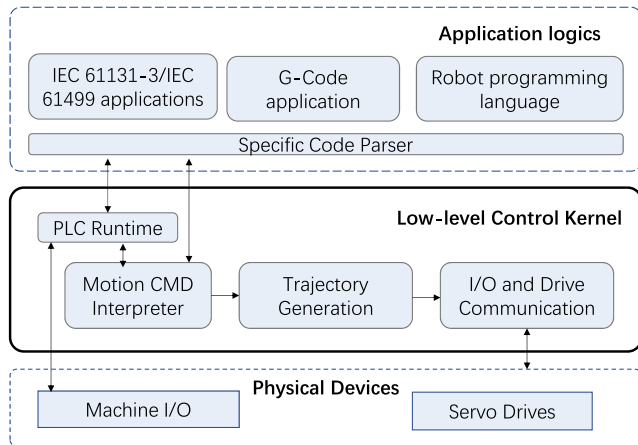 Application logics
IEC 61131-3/IEC
61499 applications
G-Code
application
Robot programming
language
Specific Code Parser
Low-level Control Kernel
PLC Runtime
Motion CMD
Interpreter
Trajectory
Generation
I/O and Drive
Communication
Physical Devices
Machine I/O
Servo Drives